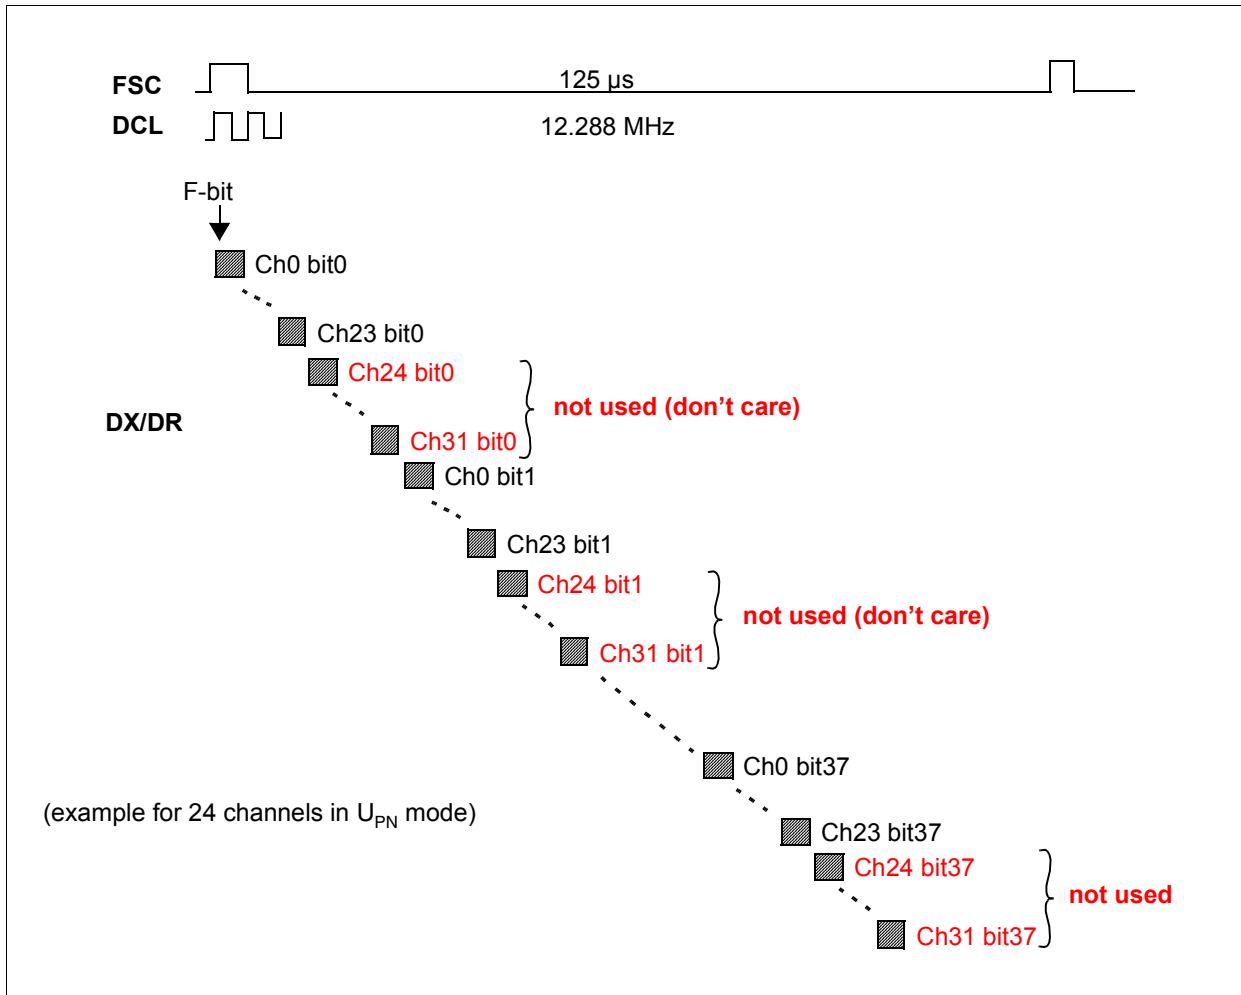 FSC
125 µs
DCL
12.288 MHz
F-bit
Ch0 bit0
Ch23 bit0
Ch24 bit0
not used (don’t care)
DX/DR
Ch31 bit0
Ch0 bit1
Ch23 bit1
Ch24 bit1
not used (don’t care)
Ch31 bit1
Ch0 bit37
(example for 24 channels in UPN mode)
Ch23 bit37
Ch24 bit37
not used
Ch31 bit37